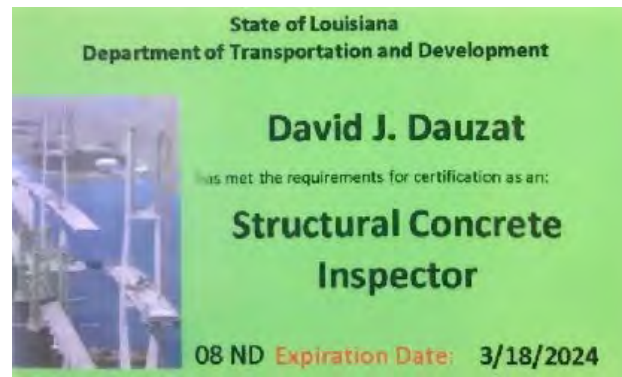 State of Louisiana
Department of Transportation and Development
David J. Dauzat
has met the requirements for certification as an:
Structural Concrete
Inspector
08 ND Expiration Date: 3/18/2024